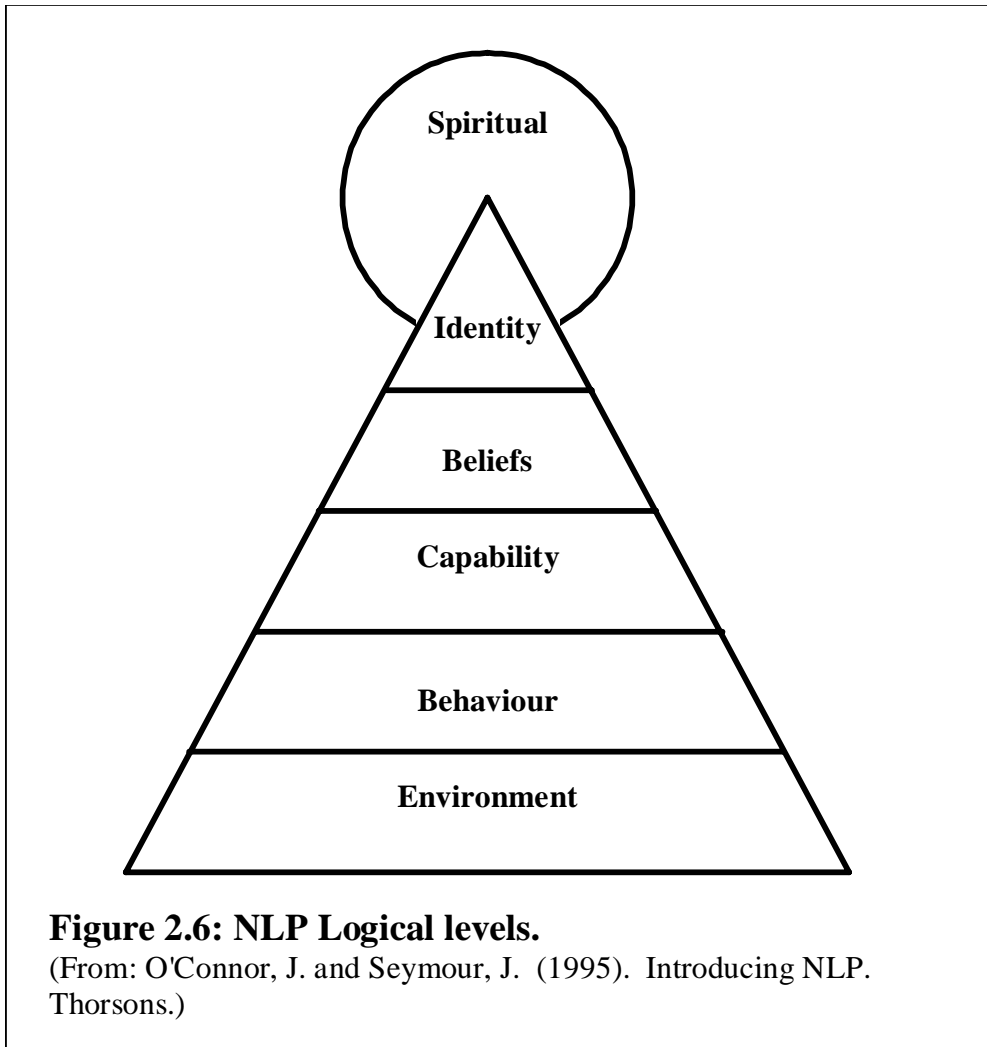 Spiritual
Identity
Beliefs
Capability
Behaviour
Environment
Figure 2.6: NLP Logical levels.
(From: O'Connor, J. and Seymour, J. (1995). Introducing NLP.
Thorsons.)